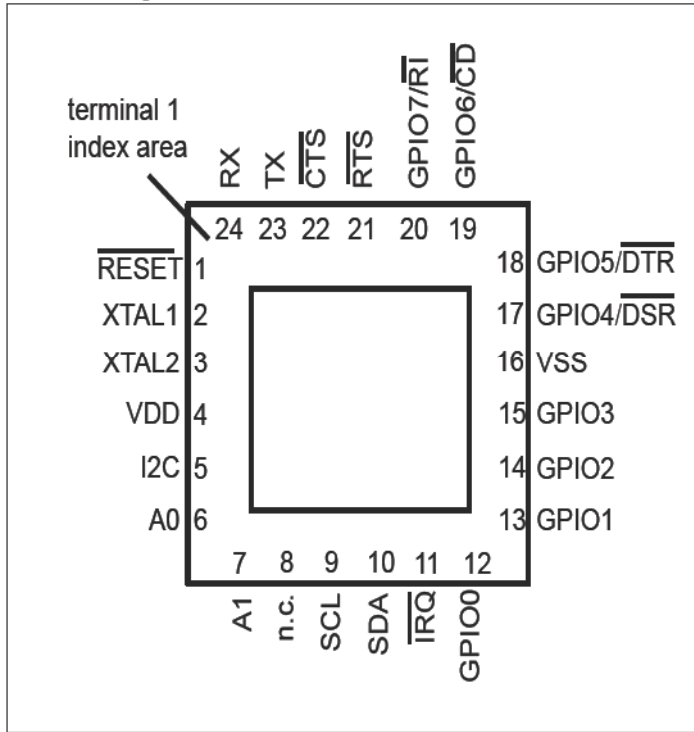 terminal 1
index area
RX
TX
CTS
RTS
GPIO7/RI
GPIO6/CD
24 23 22 21 20 19
RESET 1
XTAL1 2
XTAL2 3
VDD 4
I2C 5
A0 6
18 GPIO5/DTR
17 GPIO4/DSR
16 VSS
15 GPIO3
14 GPIO2
13 GPIO1
7 8 9 10 11 12
A1
n.c.
SCL
SDA
IRQ
GPIO0